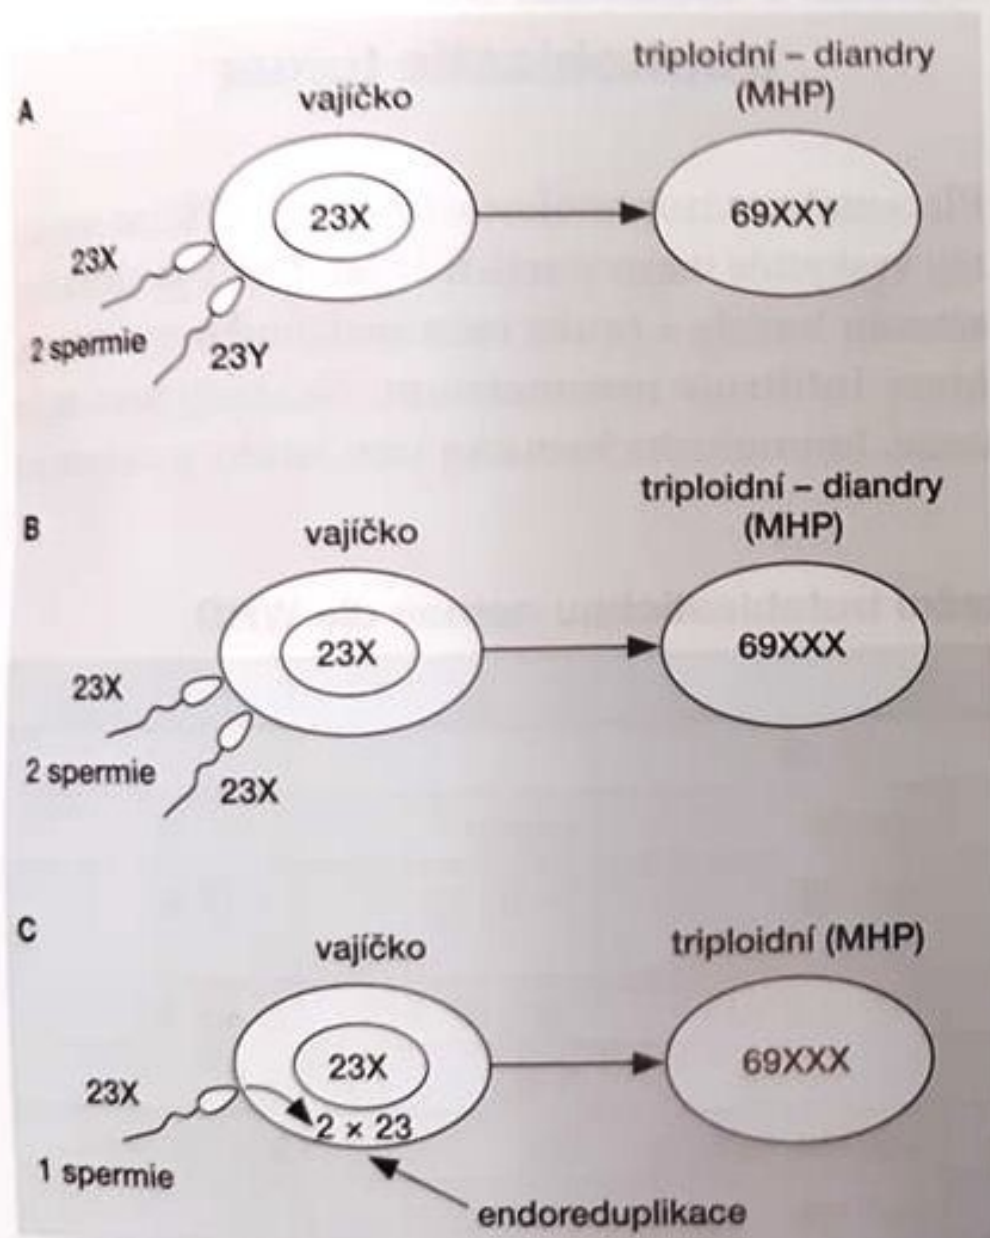 A
vajíčko
triploidní – diandry
(MHP)
23X
69XXY
23X
2 spermie
23Y
B
vajíčko
triploidní – diandry
(MHP)
23X
69XXX
23X
2 spermie
23X
C
vajíčko
triploidní (MHP)
23X
69XXX
23X
2 × 23
1 spermie
endoreduplikace